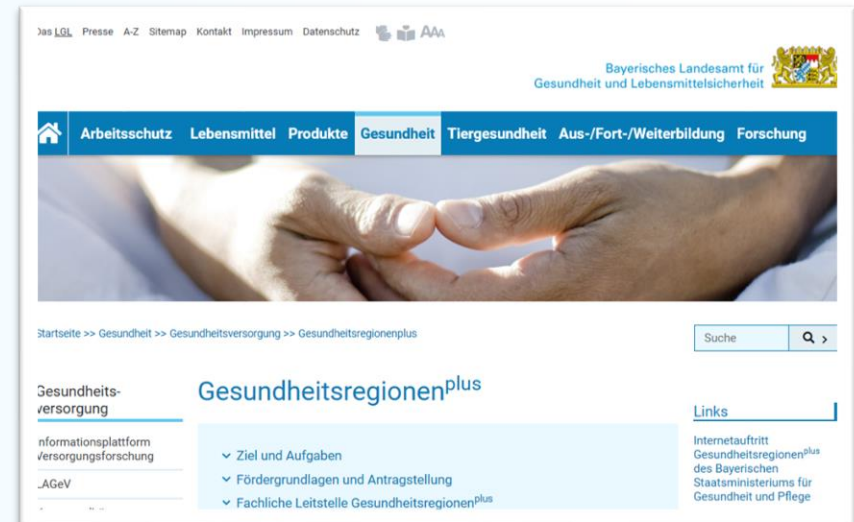 Das LGL Presse A-Z Sitemap Kontakt Impressum Datenschutz AAA
Bayerisches Landesamt für
Gesundheit und Lebensmittelsicherheit
Arbeitsschutz Lebensmittel Produkte Gesundheit Tiergesundheit Aus-/Fort-/Weiterbildung Forschung
Startseite >> Gesundheit >> Gesundheitsversorgung >> Gesundheitsregionenplus
Suche
Gesundheits-
versorgung
Informationsplattform
Versorgungsforschung
LAGeV
Gesundheitsregionenplus
Ziel und Aufgaben
Fördergrundlagen und Antragstellung
Fachliche Leitstelle Gesundheitsregionenplus
Links
Internetauftritt
Gesundheitsregionenplus
des Bayerischen
Staatsministeriums für
Gesundheit und Pflege